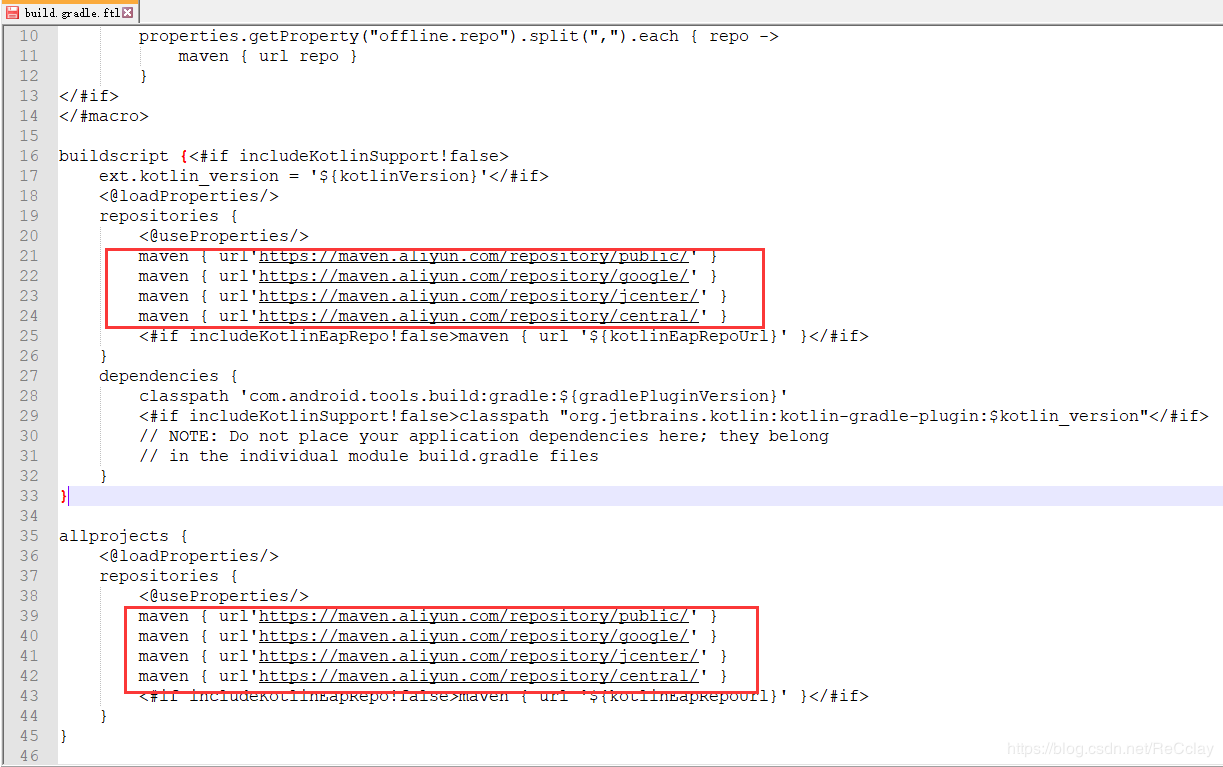 build.gradle.ftl
10 properties.getProperty("offline.repo").split(",").each { repo ->
11 maven { url repo }
12 }
13 </#if>
14 </#macro>
15
16 buildscript {<#if includeKotlinSupport!false>
17 ext.kotlin_version = '${kotlinVersion}'</#if>
18 <@loadProperties/>
19 repositories {
20 <@useProperties/>
21 maven { url'https://maven.aliyun.com/repository/public/' }
22 maven { url'https://maven.aliyun.com/repository/google/' }
23 maven { url'https://maven.aliyun.com/repository/jcenter/' }
24 maven { url'https://maven.aliyun.com/repository/central/' }
25 <#if includeKotlinEapRepo!false>maven { url '${kotlinEapRepoUrl}' }</#if>
26 }
27 dependencies {
28 classpath 'com.android.tools.build:gradle:${gradlePluginVersion}'
29 <#if includeKotlinSupport!false>classpath "org.jetbrains.kotlin:kotlin-gradle-plugin:$kotlin_version"</#if>
30 // NOTE: Do not place your application dependencies here; they belong
31 // in the individual module build.gradle files
32 }
33 }
34
35 allprojects {
36 <@loadProperties/>
37 repositories {
38 <@useProperties/>
39 maven { url'https://maven.aliyun.com/repository/public/' }
40 maven { url'https://maven.aliyun.com/repository/google/' }
41 maven { url'https://maven.aliyun.com/repository/jcenter/' }
42 maven { url'https://maven.aliyun.com/repository/central/' }
43 <#if includeKotlinEapRepo!false>maven { url '${kotlinEapRepoUrl}' }</#if>
44 }
45 }
46
https://blog.csdn.net/ReCclay